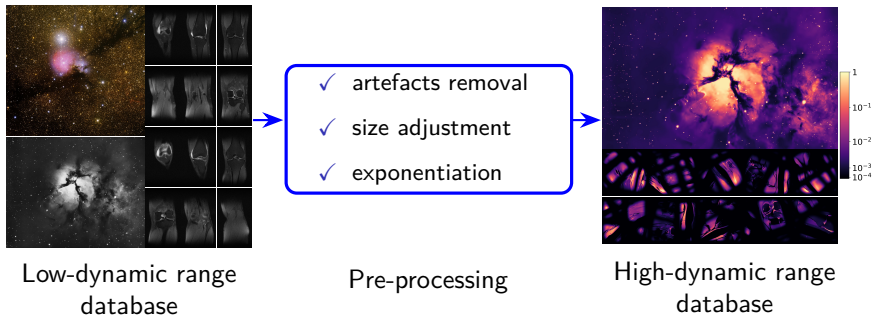 ✓ artefacts removal
✓ size adjustment
✓ exponentiation
1
10⁻¹
10⁻²
10⁻³
10⁻⁴
Low-dynamic range
database
Pre-processing
High-dynamic range
database